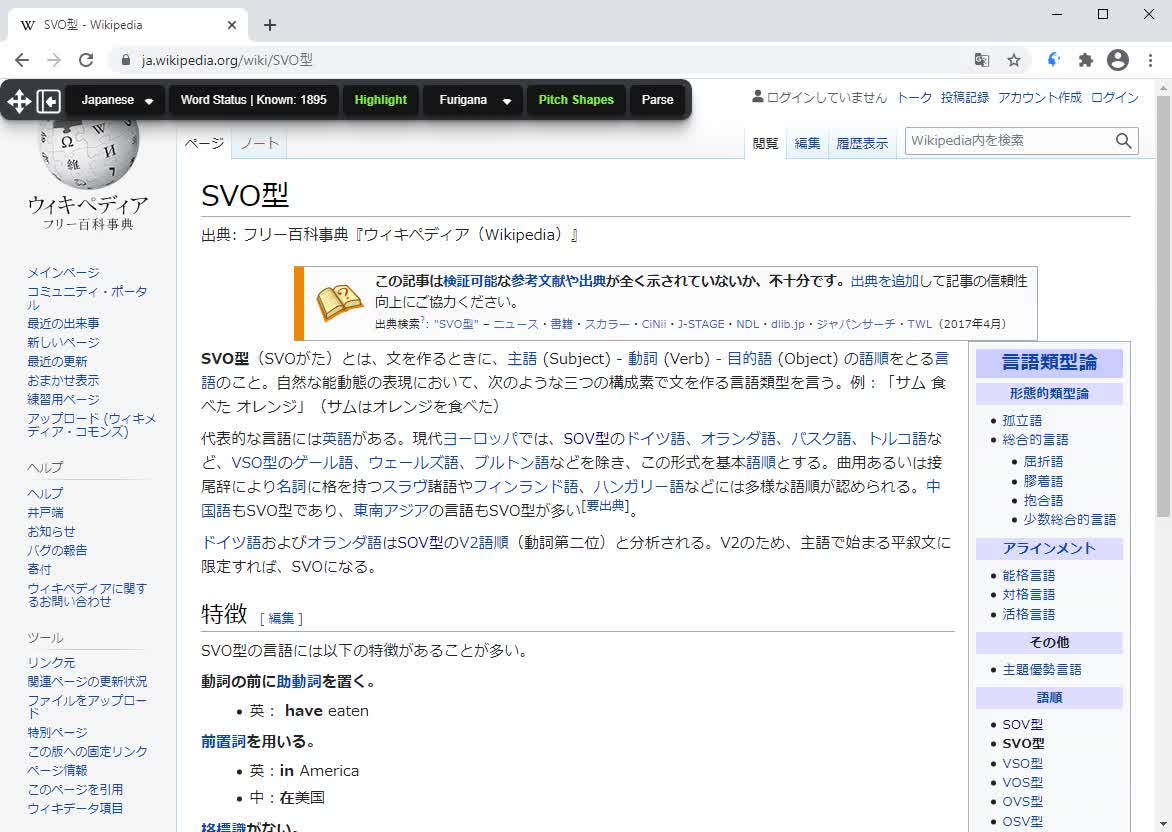 SVO型 - Wikipedia
ja.wikipedia.org/wiki/SVO型
Japanese
Word Status | Known: 1895
Highlight
Furigana
Pitch Shapes
Parse
ログインしていません トーク 投稿記録 アカウント作成 ログイン
ページ ノート
閲覧 編集 履歴表示
Wikipedia内を検索
ウィキペディア
フリー百科事典
メインページ
コミュニティ・ポータ
ル
最近の出来事
新しいページ
最近の更新
おまかせ表示
練習用ページ
アップロード (ウィキメ
ディア・コモンズ)
ヘルプ
ヘルプ
井戸端
お知らせ
バグの報告
寄付
ウィキペディアに関す
るお問い合わせ
ツール
リンク元
関連ページの更新状況
ファイルをアップロー
ド
特別ページ
この版への固定リンク
ページ情報
このページを引用
ウィキデータ項目
SVO型
出典: フリー百科事典『ウィキペディア（Wikipedia）』
この記事は検証可能な参考文献や出典が全く示されていないか、不十分です。出典を追加して記事の信頼性
向上にご協力ください。
出典検索?: "SVO型" – ニュース・書籍・スカラー・CiNii・J-STAGE・NDL・dlib.jp・ジャパンサーチ・TWL（2017年4月）
SVO型（SVOがた）とは、文を作るときに、主語 (Subject) - 動詞 (Verb) - 目的語 (Object) の語順をとる言
語のこと。自然な能動態の表現において、次のような三つの構成素で文を作る言語類型を言う。例：「サム 食
べた オレンジ」（サムはオレンジを食べた）
代表的な言語には英語がある。現代ヨーロッパでは、SOV型のドイツ語、オランダ語、バスク語、トルコ語な
ど、VSO型のゲール語、ウェールズ語、ブルトン語などを除き、この形式を基本語順とする。曲用あるいは接
尾辞により名詞に格を持つスラヴ諸語やフィンランド語、ハンガリー語などには多様な語順が認められる。中
国語もSVO型であり、東南アジアの言語もSVO型が多い[要出典]。
ドイツ語およびオランダ語はSOV型のV2語順（動詞第二位）と分析される。V2のため、主語で始まる平叙文に
限定すれば、SVOになる。
特徴 [ 編集 ]
SVO型の言語には以下の特徴があることが多い。
動詞の前に助動詞を置く。
英： have eaten
前置詞を用いる。
英：in America
中：在美国
格標識がない。
言語類型論
形態的類型論
孤立語
総合的言語
屈折語
膠着語
抱合語
少数総合的言語
アラインメント
能格言語
対格言語
活格言語
その他
主題優勢言語
語順
SOV型
SVO型
VSO型
VOS型
OVS型
OSV型